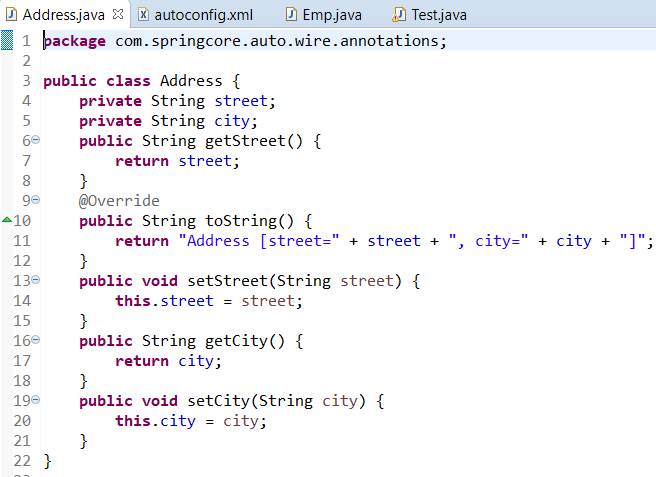 Address.java autoconfig.xml Emp.java Test.java
1 package com.springcore.auto.wire.annotations;
2
3 public class Address {
4     private String street;
5     private String city;
6     public String getStreet() {
7         return street;
8     }
9     @Override
10     public String toString() {
11         return "Address [street=" + street + ", city=" + city + "]";
12     }
13     public void setStreet(String street) {
14         this.street = street;
15     }
16     public String getCity() {
17         return city;
18     }
19     public void setCity(String city) {
20         this.city = city;
21     }
22 }